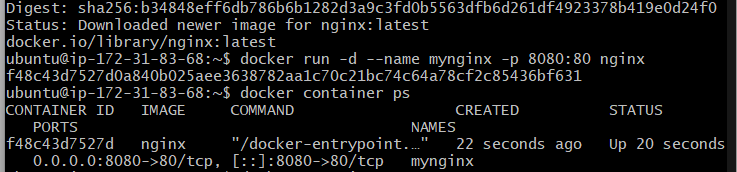 Digest: sha256:b34848eff6db786b6b1282d3a9c3fd0b5563dfb6d261df4923378b419e0d24f0
Status: Downloaded newer image for nginx:latest
docker.io/library/nginx:latest
ubuntu@ip-172-31-83-68:~$ docker run -d --name mynginx -p 8080:80 nginx
f48c43d7527d0a840b025aee3638782aa1c70c21bc74c64a78cf2c85436bf631
ubuntu@ip-172-31-83-68:~$ docker container ps
CONTAINER ID   IMAGE     COMMAND                  CREATED          STATUS
    PORTS                                     NAMES
f48c43d7527d   nginx     "/docker-entrypoint.…"   22 seconds ago   Up 20 seconds
    0.0.0.0:8080->80/tcp, [::]:8080->80/tcp   mynginx